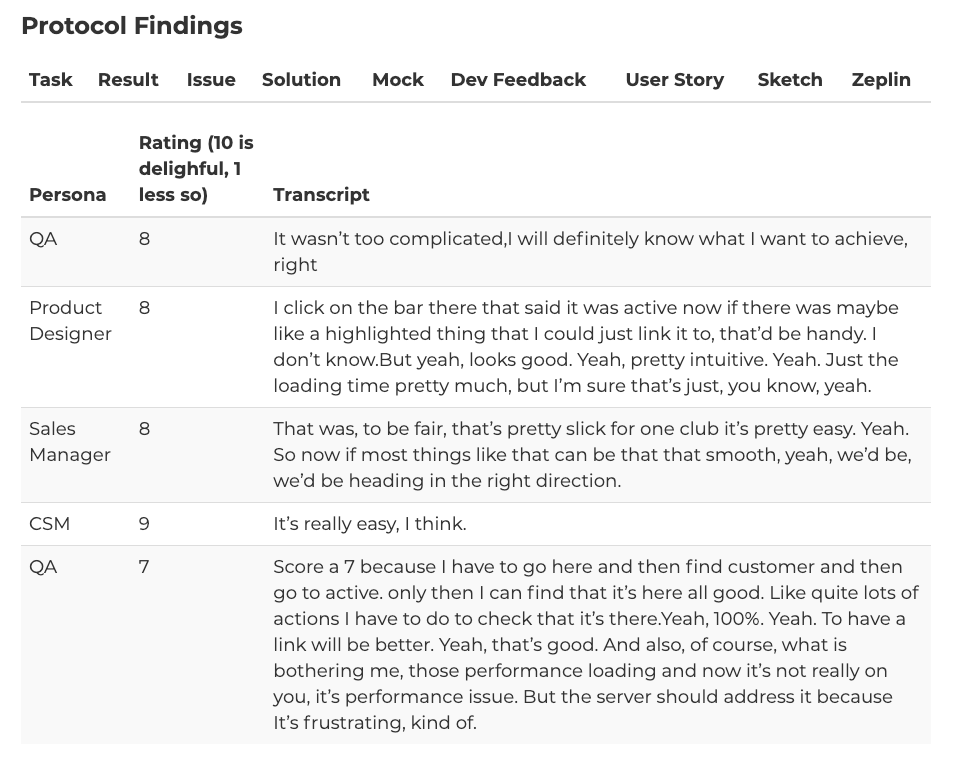 Protocol Findings
Task Result Issue Solution Mock Dev Feedback User Story Sketch Zeplin
Persona Rating (10 is delighful, 1 less so) Transcript
QA 8 It wasn't too complicated,I will definitely know what I want to achieve,
right
Product Designer 8 I click on the bar there that said it was active now if there was maybe
like a highlighted thing that I could just link it to, that'd be handy. I
don't know.But yeah, looks good. Yeah, pretty intuitive. Yeah. Just the
loading time pretty much, but I'm sure that's just, you know, yeah.
Sales Manager 8 That was, to be fair, that's pretty slick for one club it's pretty easy. Yeah.
So now if most things like that can be that that smooth, yeah, we'd be,
we'd be heading in the right direction.
CSM 9 It's really easy, I think.
QA 7 Score a 7 because I have to go here and then find customer and then
go to active. only then I can find that it's here all good. Like quite lots of
actions I have to do to check that it's there.Yeah, 100%. Yeah. To have a
link will be better. Yeah, that's good. And also, of course, what is
bothering me, those performance loading and now it's not really on
you, it's performance issue. But the server should address it because
It's frustrating, kind of.